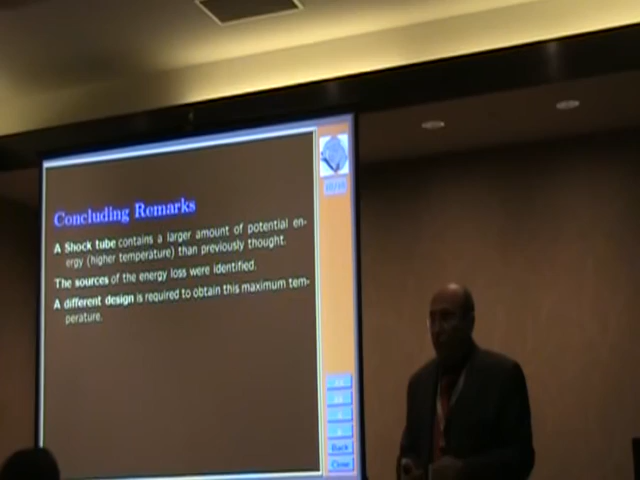 Concluding Remarks
A Shock tube contains a larger amount of potential en-
ergy (higher temperature) than previously thought.
The sources of the energy loss were identified.
A different design is required to obtain this maximum tem-
perature.
Back
Close